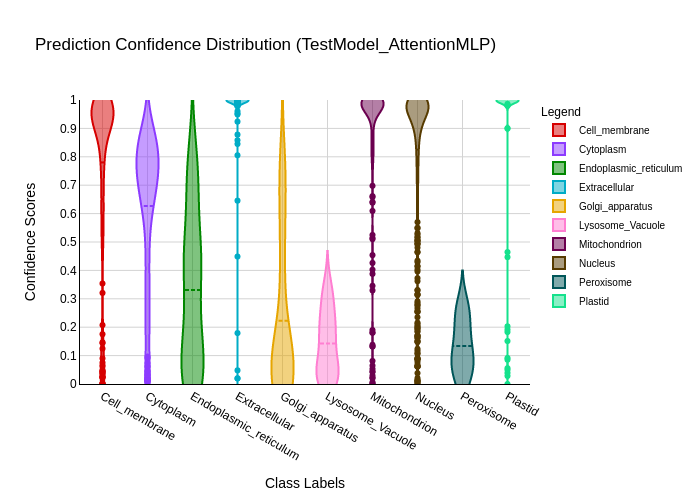 Prediction Confidence Distribution (TestModel_AttentionMLP)
Legend
Cell_membrane
Cytoplasm
Endoplasmic_reticulum
Extracellular
Golgi_apparatus
Lysosome_Vacuole
Mitochondrion
Nucleus
Peroxisome
Plastid
Confidence Scores
1
0.9
0.8
0.7
0.6
0.5
0.4
0.3
0.2
0.1
0
Cell_membrane
Cytoplasm
Endoplasmic_reticulum
Extracellular
Golgi_apparatus
Lysosome_Vacuole
Mitochondrion
Nucleus
Peroxisome
Plastid
Class Labels